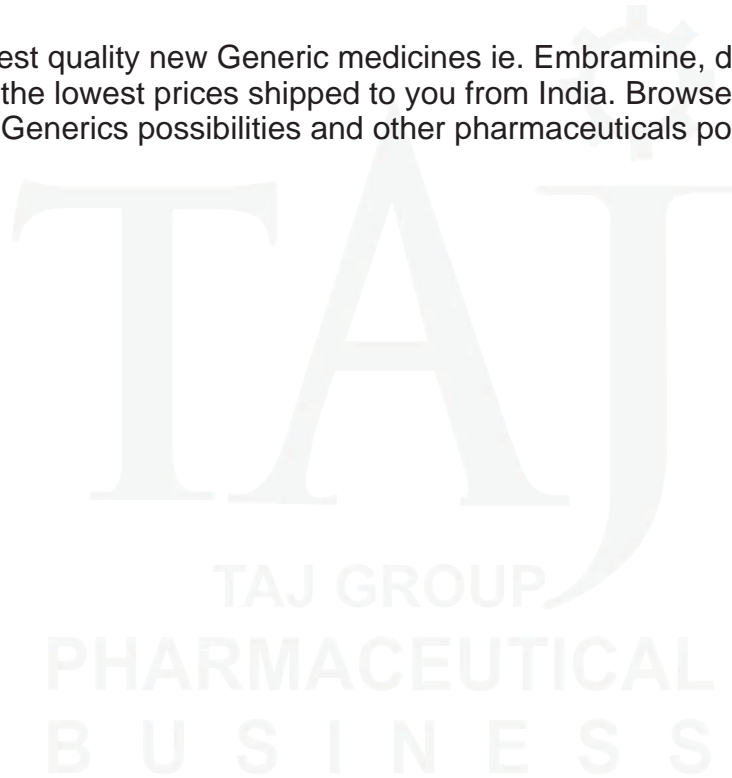 est quality new Generic medicines ie. Embramine, d
the lowest prices shipped to you from India. Browse
Generics possibilities and other pharmaceuticals po
TAJ
TAJ GROUP
PHARMACEUTICAL
BUSINESS